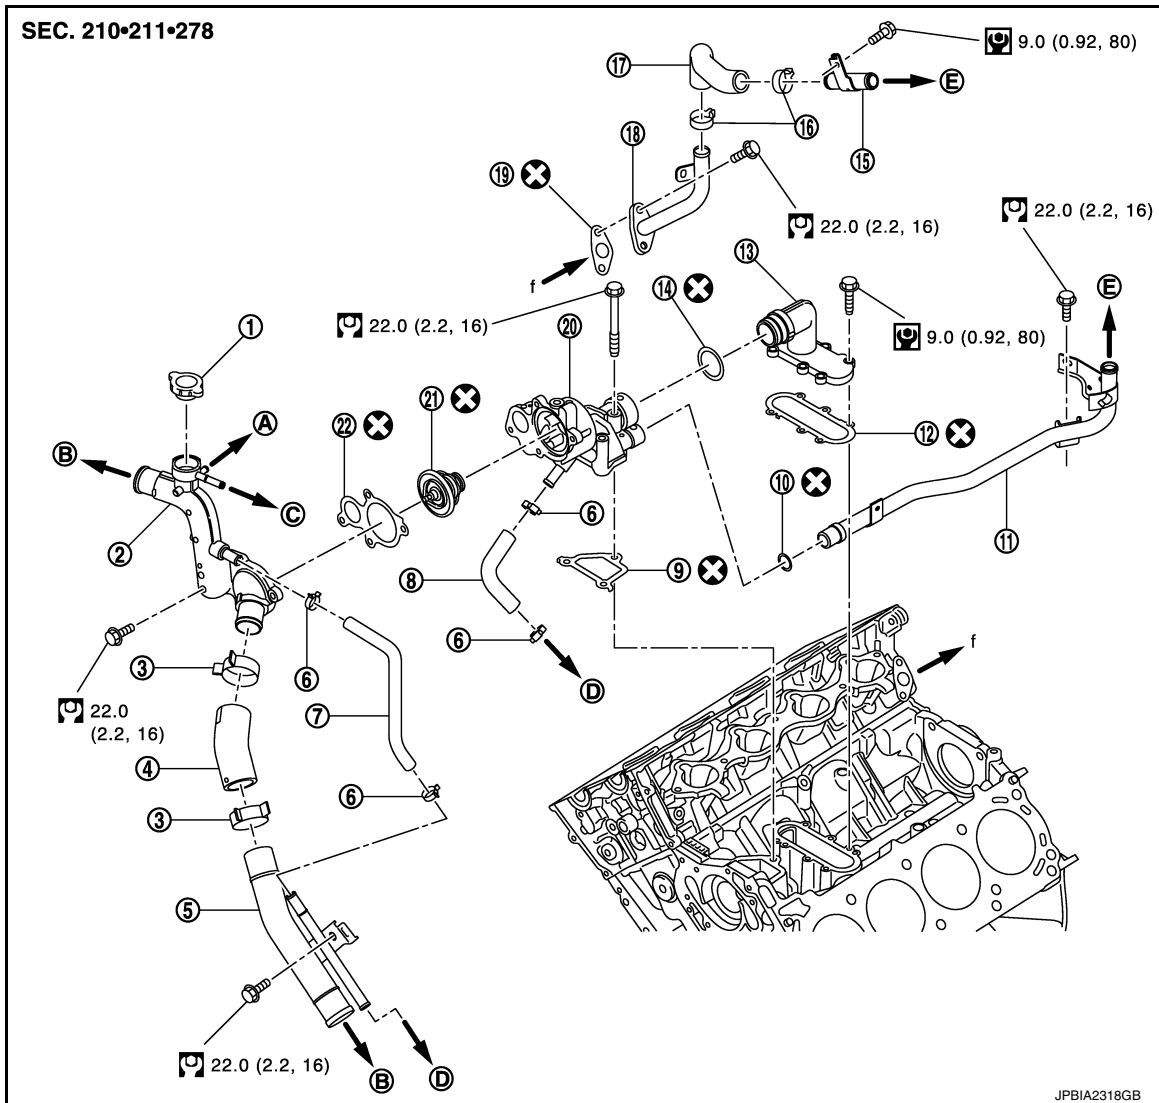 SEC. 210•211•278
9.0 (0.92, 80)
17
E
16
15
18
19
22.0 (2.2, 16)
22.0 (2.2, 16)
f
13
14
E
22.0 (2.2, 16)
20
9.0 (0.92, 80)
1
21
22
12
A
B
10
C
6
11
2
8
9
6
6
D
f
3
22.0
(2.2, 16)
7
4
6
3
5
22.0 (2.2, 16)
B
D
JPBIA2318GB